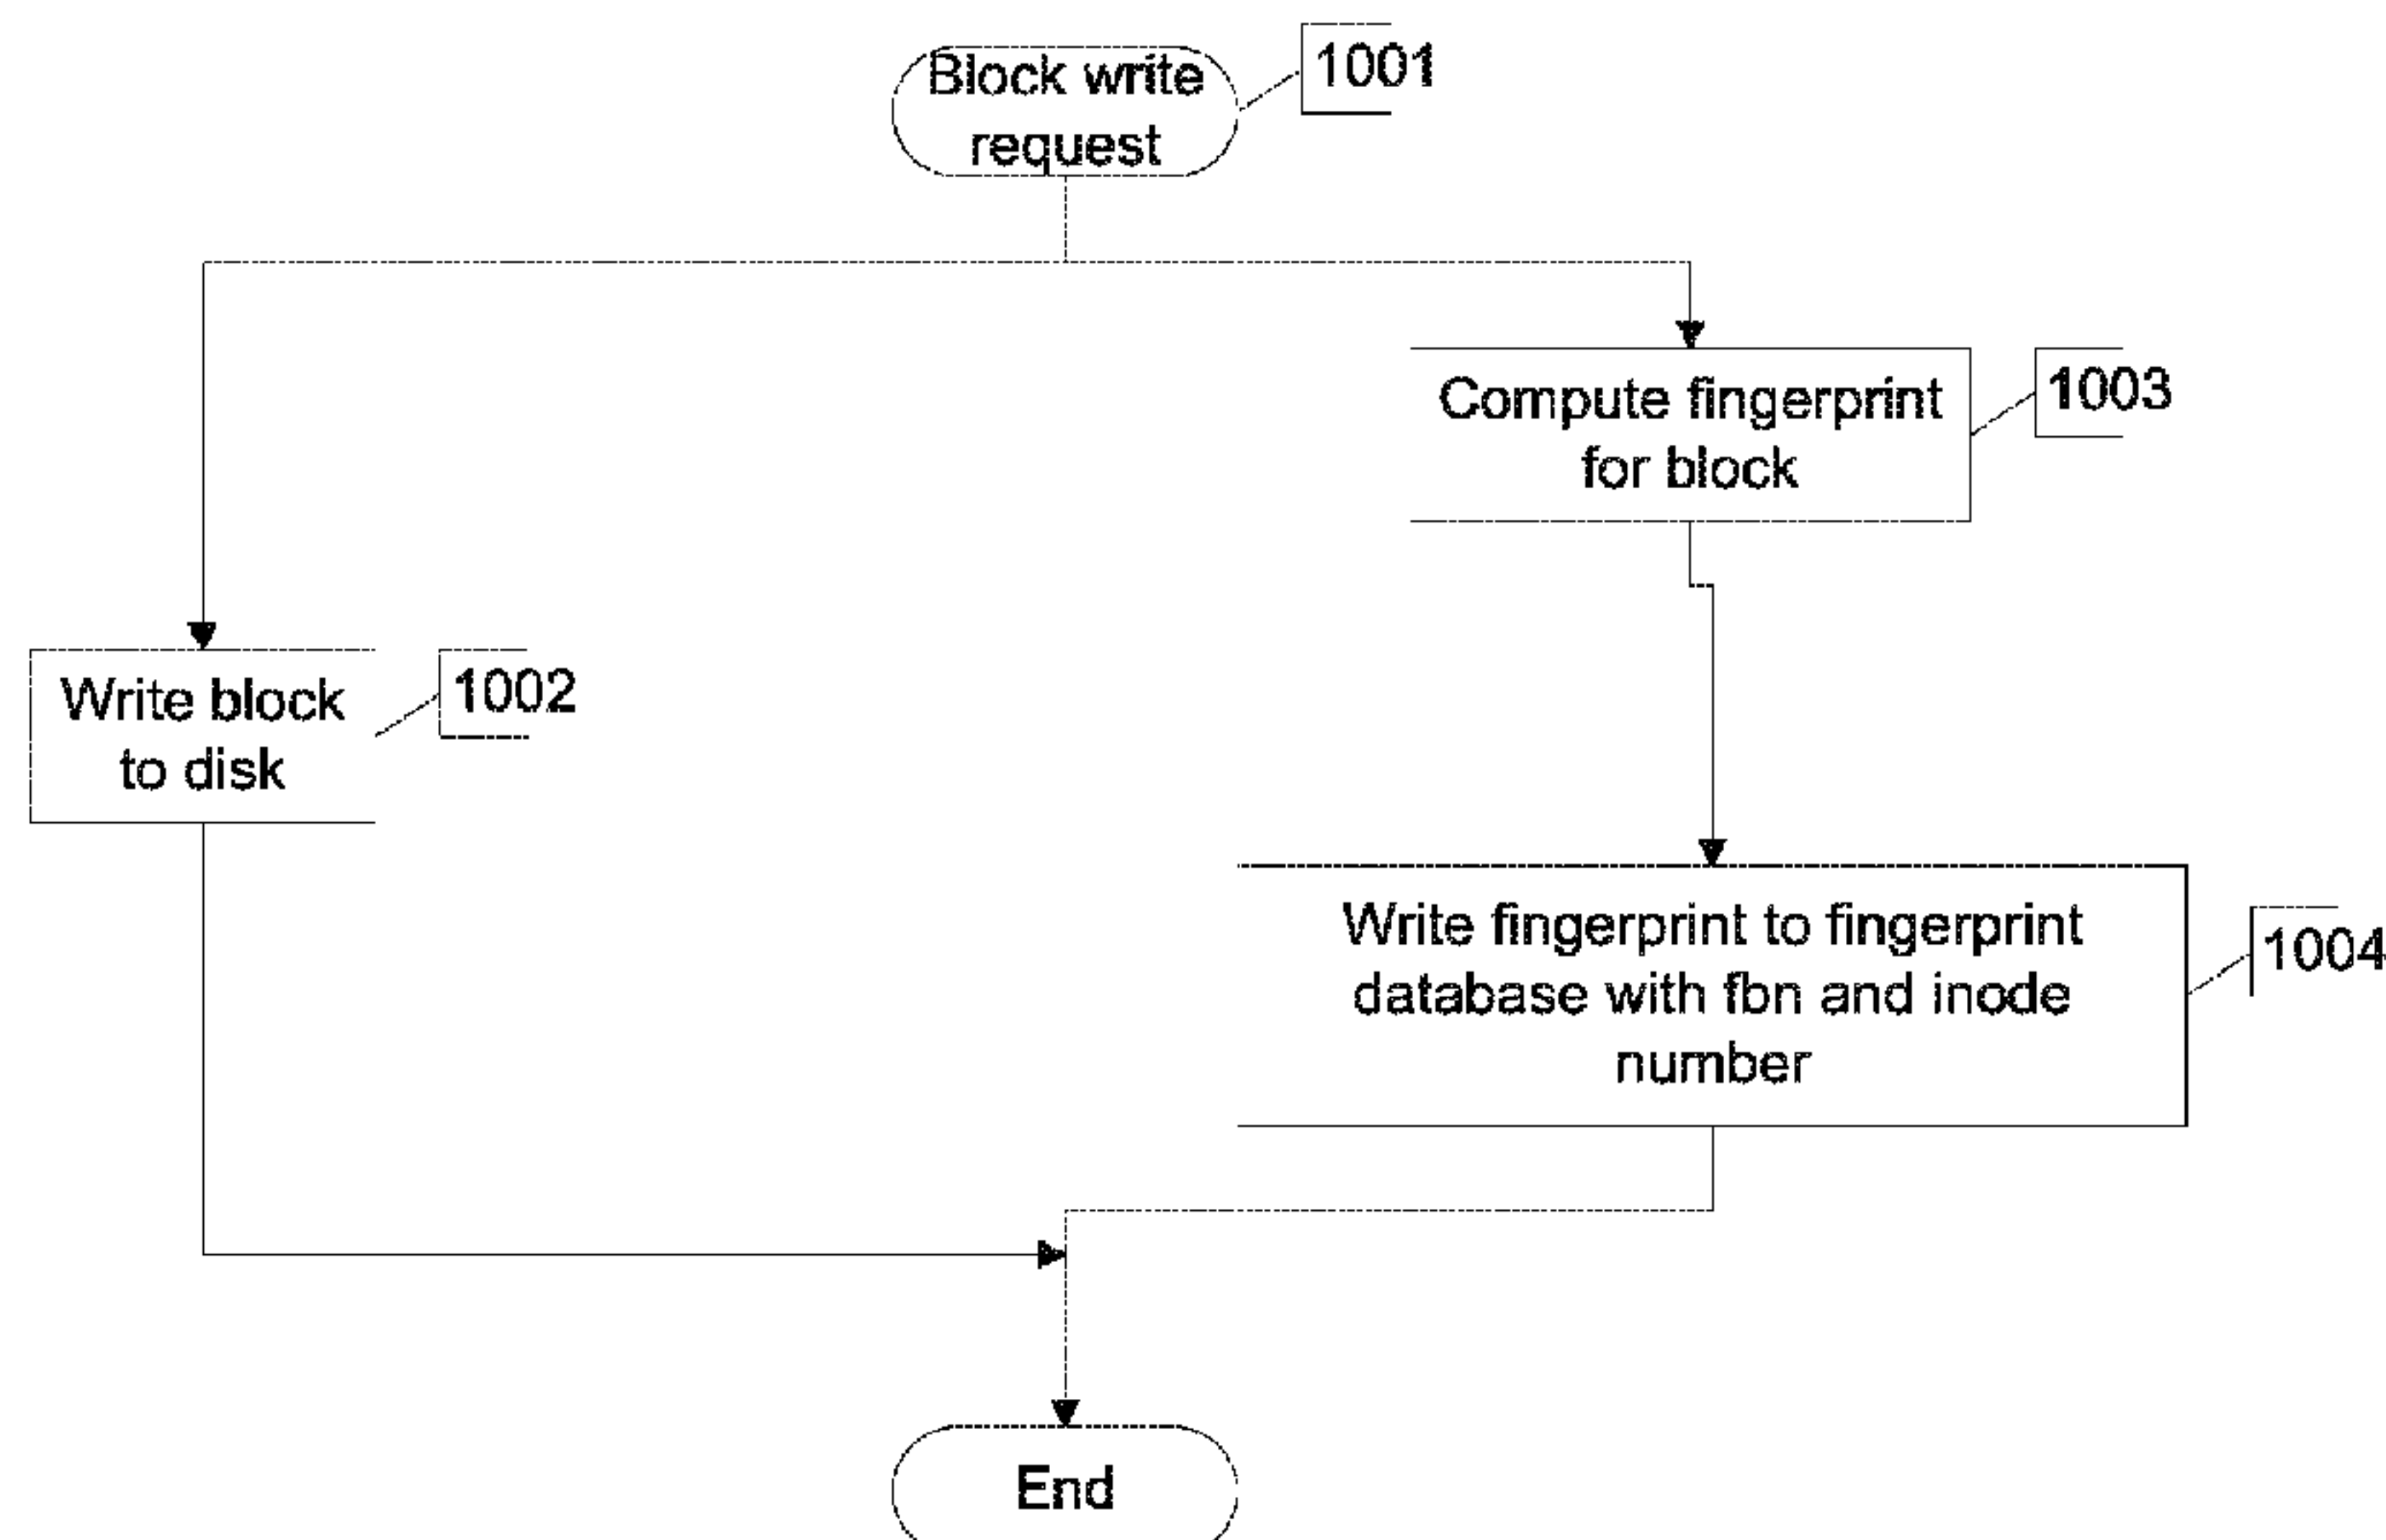 Block write
request
1001
Compute fingerprint
for block
1003
Write block
to disk
1002
Write fingerprint to fingerprint
database with fbn and inode
number
1004
End